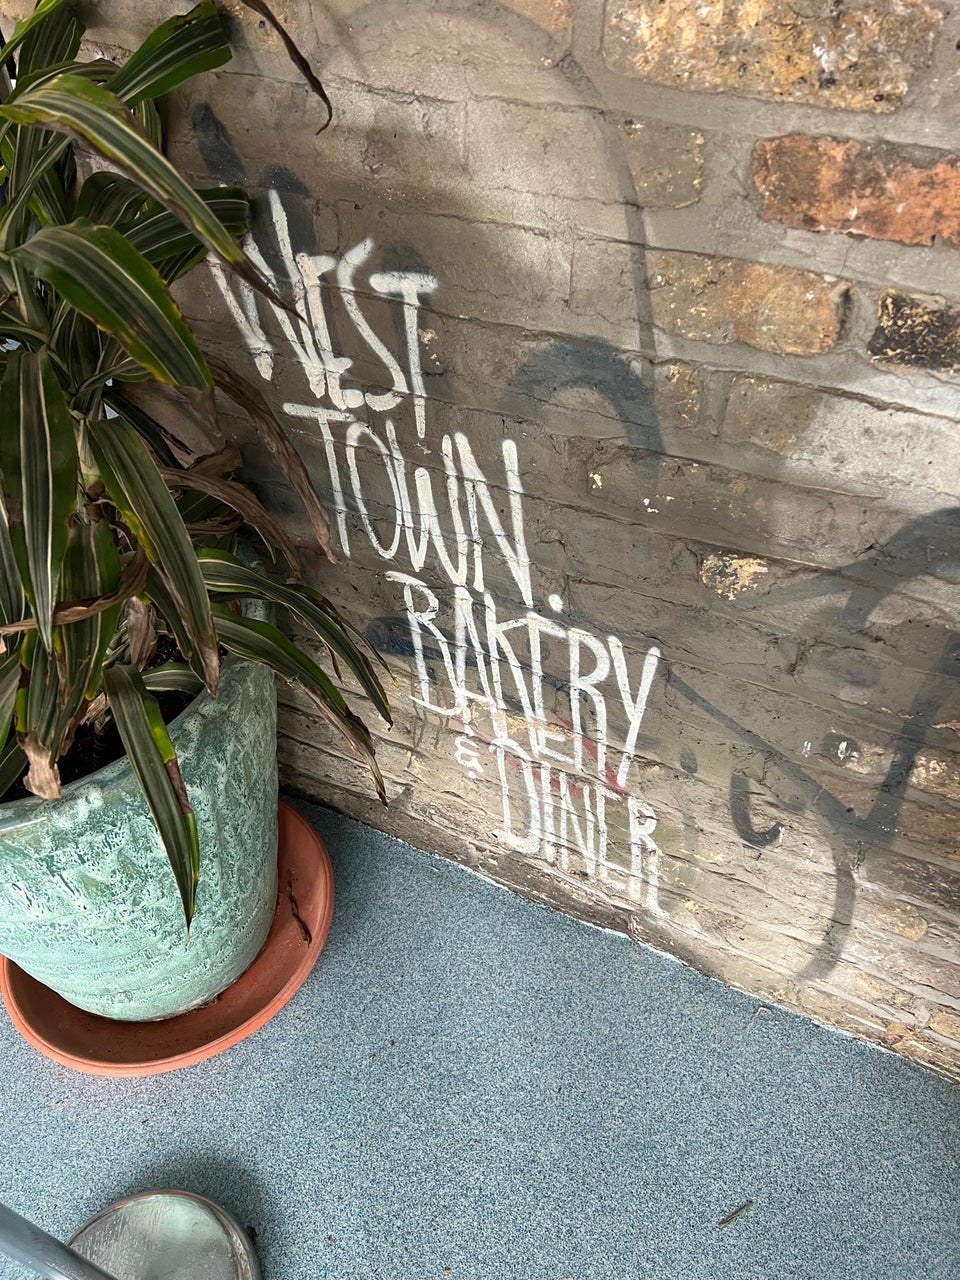 WEST
TOWN.
BAKERY
&
DINER